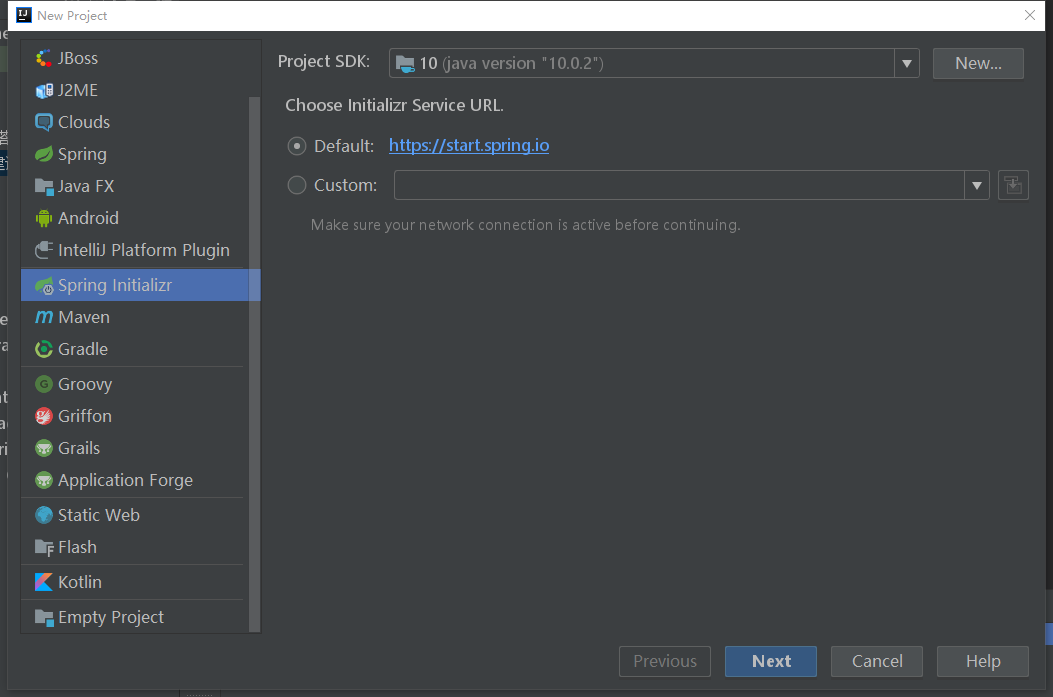 New Project
JBoss
J2ME
Clouds
Spring
Java FX
Android
IntelliJ Platform Plugin
Spring Initializr
Maven
Gradle
Groovy
Griffon
Grails
Application Forge
Static Web
Flash
Kotlin
Empty Project
Project SDK: 10 (java version "10.0.2") New...
Choose Initializr Service URL.
Default: https://start.spring.io
Custom:
Make sure your network connection is active before continuing.
Previous Next Cancel Help